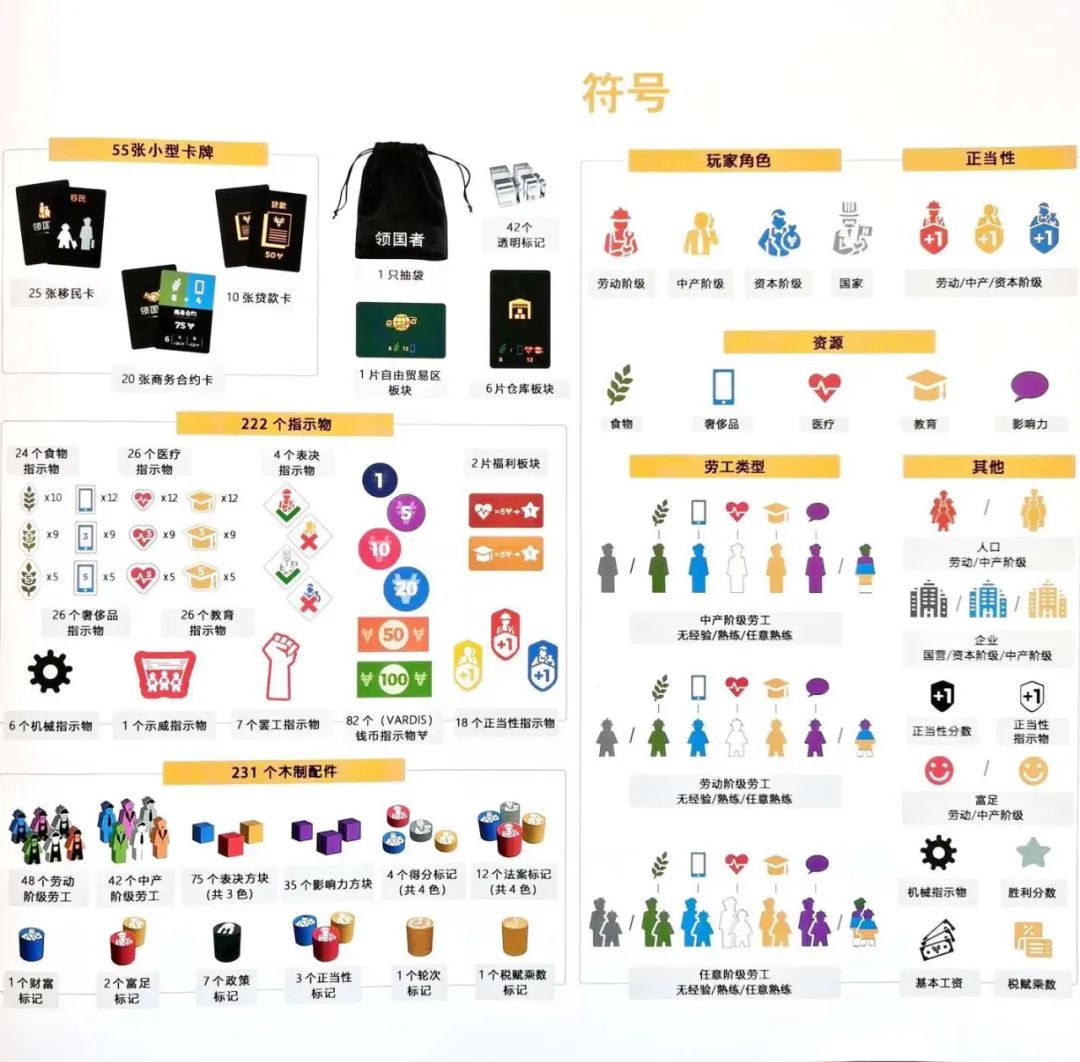 符号
55张小型卡牌
移民
领国
25 张移民卡
贷款
50
10 张贷款卡
8 4
商务合约
75
6
20 张商务合约卡
领国者
1 只抽袋
42个
透明标记
1 片自由贸易区
板块
8 12
6 片仓库板块
222 个指示物
24 个食物
指示物
26 个医疗
指示物
4 个表决
指示物
2 片福利板块
x10 x12 x12 x12
3 3 3 3
x9 x9 x9 x9
5 5 5 5
x5 x5 x5 x5
26 个奢侈品
指示物
26 个教育
指示物
1
5
10
20
50
100
=5 → 1
=5 → 1
+1 +1 +1
6 个机械指示物
1 个示威指示物
7 个罢工指示物
82 个（VARDIS）
钱币指示物
18 个正当性指示物
231 个木制配件
48 个劳动
阶级劳工
42 个中产
阶级劳工
75 个表决方块
(共 3 色)
35 个影响力方块
4 个得分标记
(共 4 色)
12 个法案标记
(共 4 色)
1 个财富
标记
2 个富足
标记
7 个政策
标记
3 个正当性
标记
1 个轮次
标记
1 个税赋乘数
标记
玩家角色
劳动阶级
中产阶级
资本阶级
国家
正当性
+1 +1 +1
劳动/中产/资本阶级
资源
食物
奢侈品
医疗
教育
影响力
劳工类型
中产阶级劳工
无经验/熟练/任意熟练
劳动阶级劳工
无经验/熟练/任意熟练
任意阶级劳工
无经验/熟练/任意熟练
其他
人口
劳动/中产阶级
企业
国营/资本阶级/中产阶级
+1
正当性分数
+1
正当性
指示物
富足
劳动/中产阶级
机械指示物
胜利分数
基本工资
税赋乘数